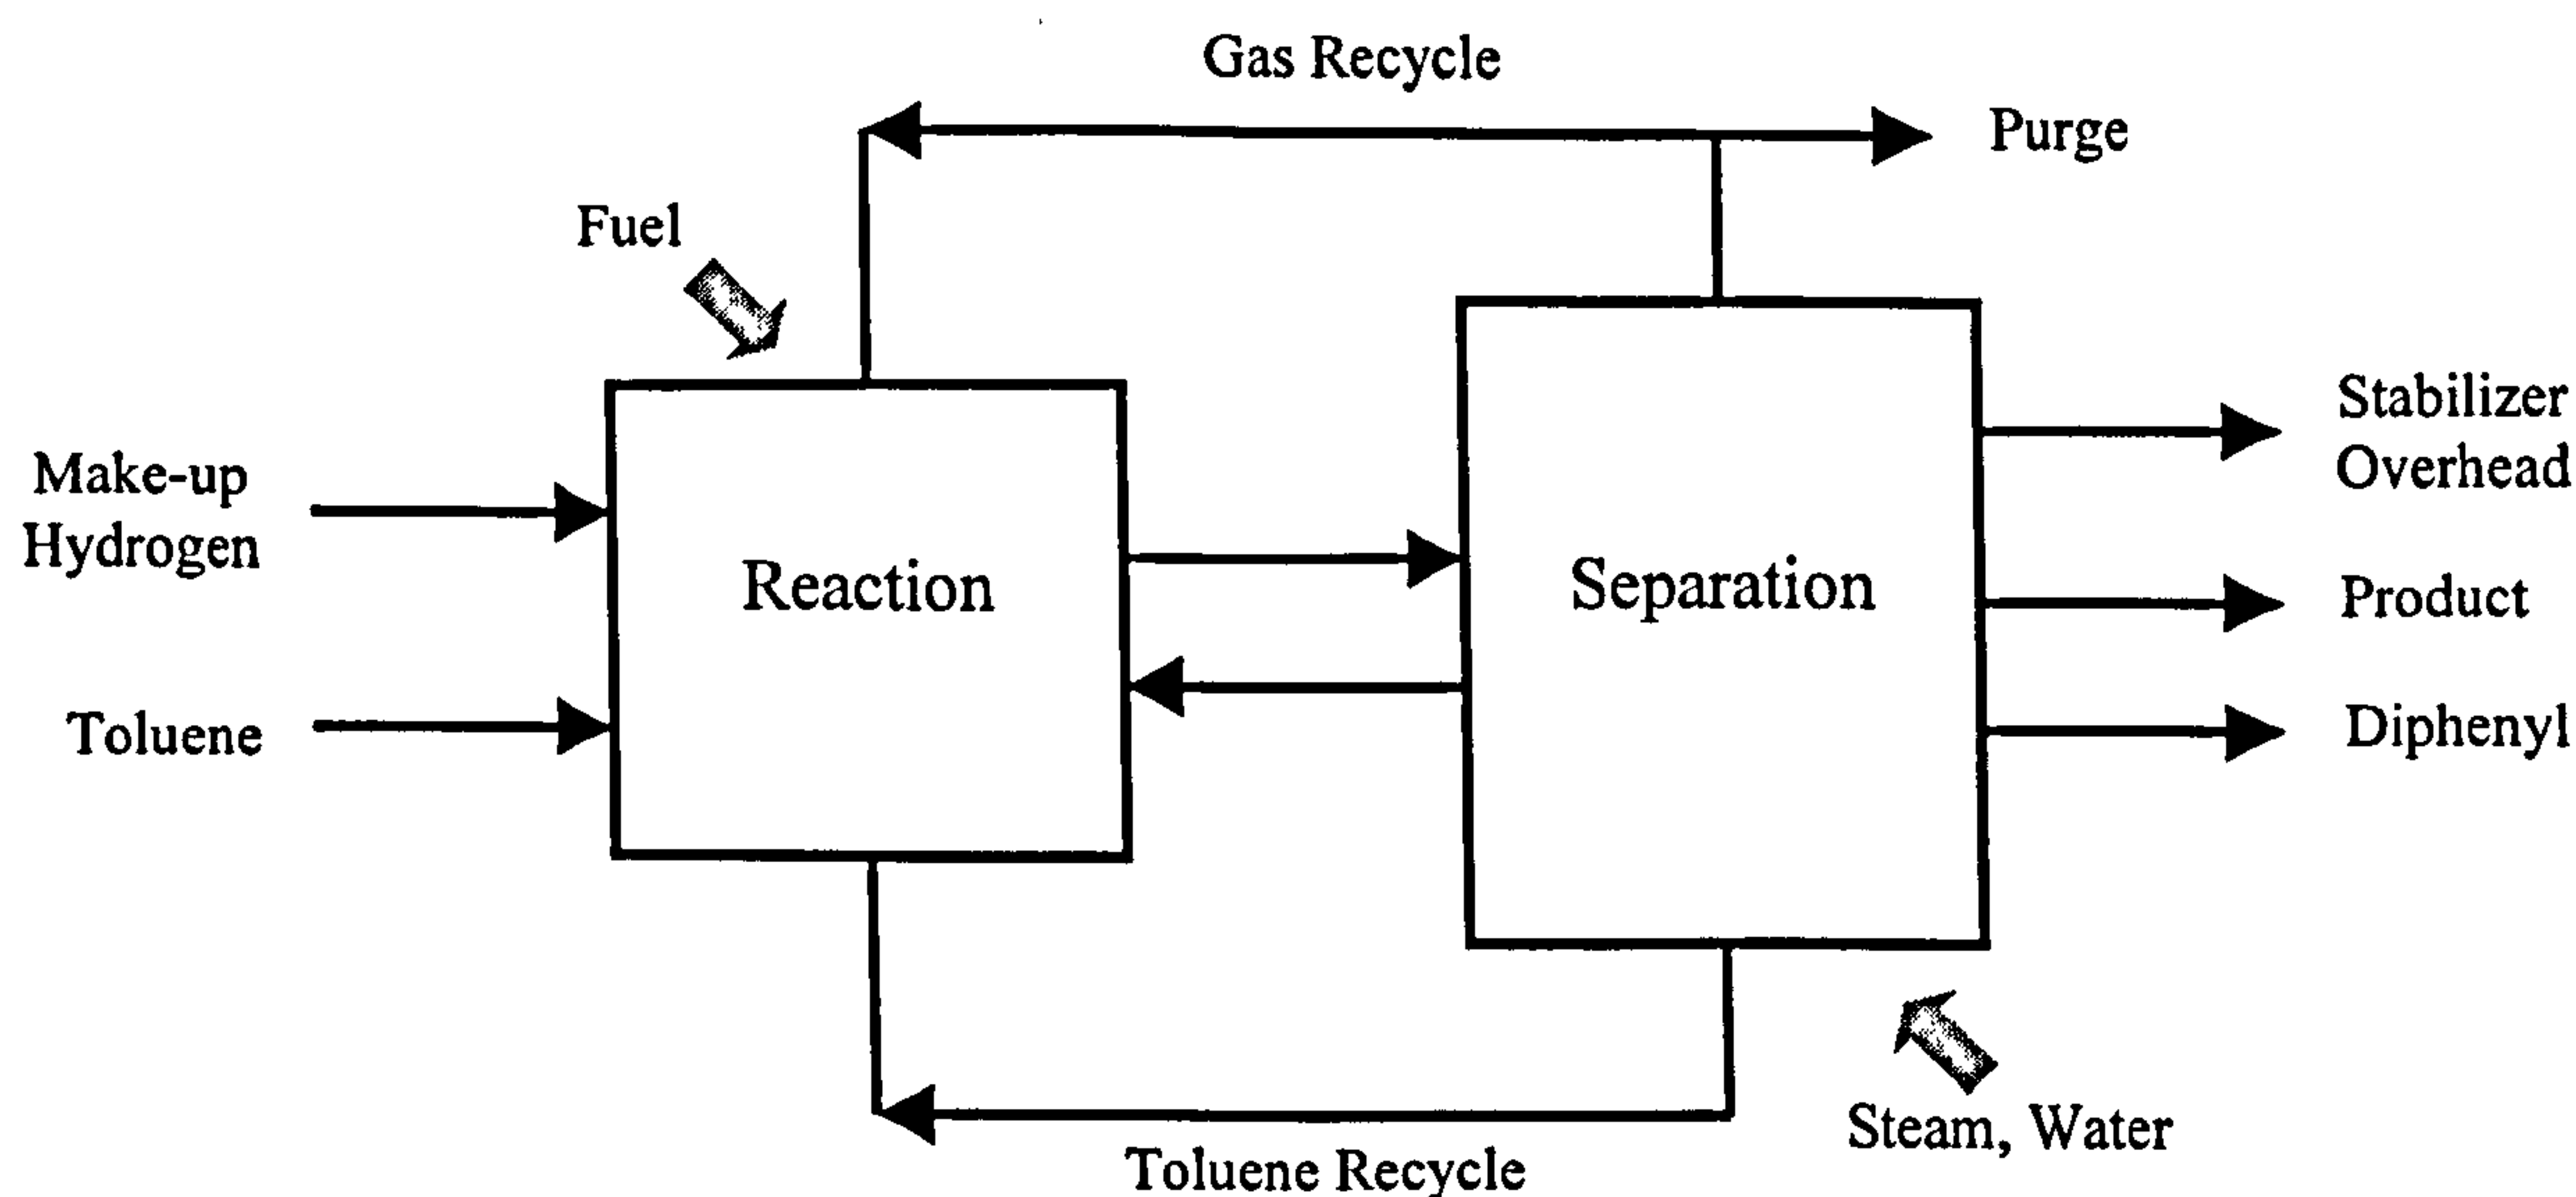 Gas Recycle
Purge
Fuel
Stabilizer
Overhead
Make-up
Hydrogen
Reaction
Separation
Product
Toluene
Diphenyl
Steam, Water
Toluene Recycle